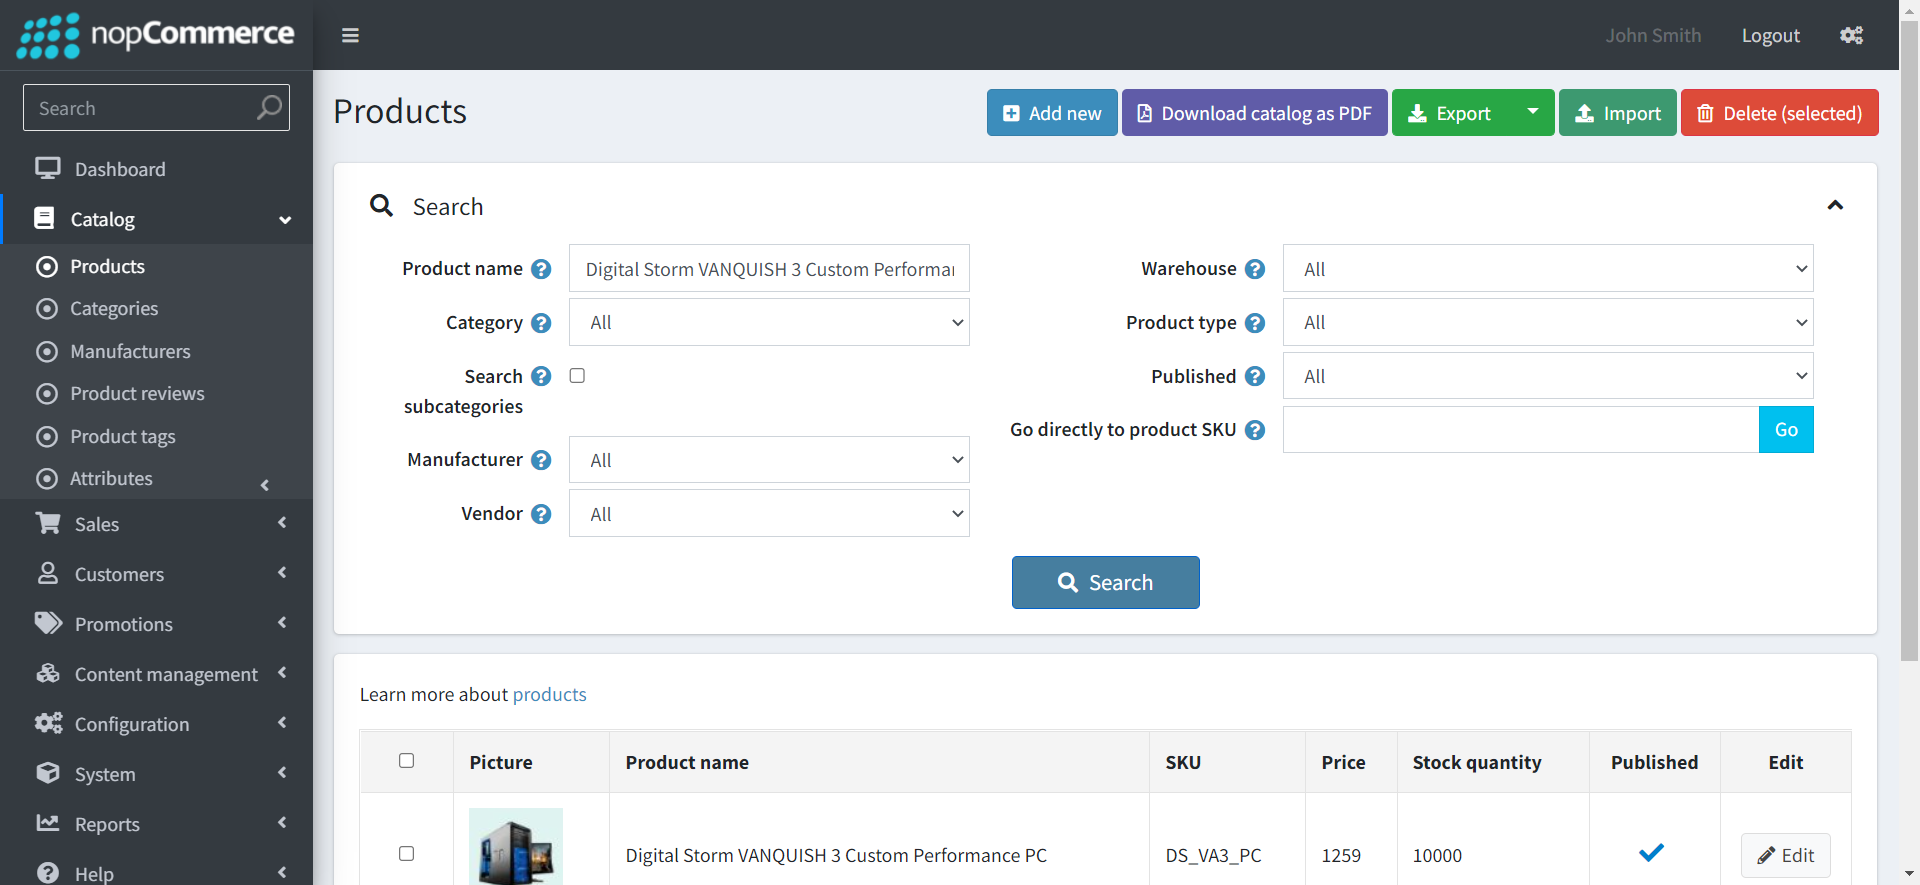 nopCommerce
John Smith
Logout
Search
Dashboard
Catalog
Products
Categories
Manufacturers
Product reviews
Product tags
Attributes
Sales
Customers
Promotions
Content management
Configuration
System
Reports
Help
Products
Add new
Download catalog as PDF
Export
Import
Delete (selected)
Search
Product name
Digital Storm VANQUISH 3 Custom Performa
Category
All
Search
subcategories
Manufacturer
All
Vendor
All
Warehouse
All
Product type
All
Published
All
Go directly to product SKU
Go
Search
Learn more about products
Picture Product name SKU Price Stock quantity Published Edit
Digital Storm VANQUISH 3 Custom Performance PC DS_VA3_PC 1259 10000 Edit